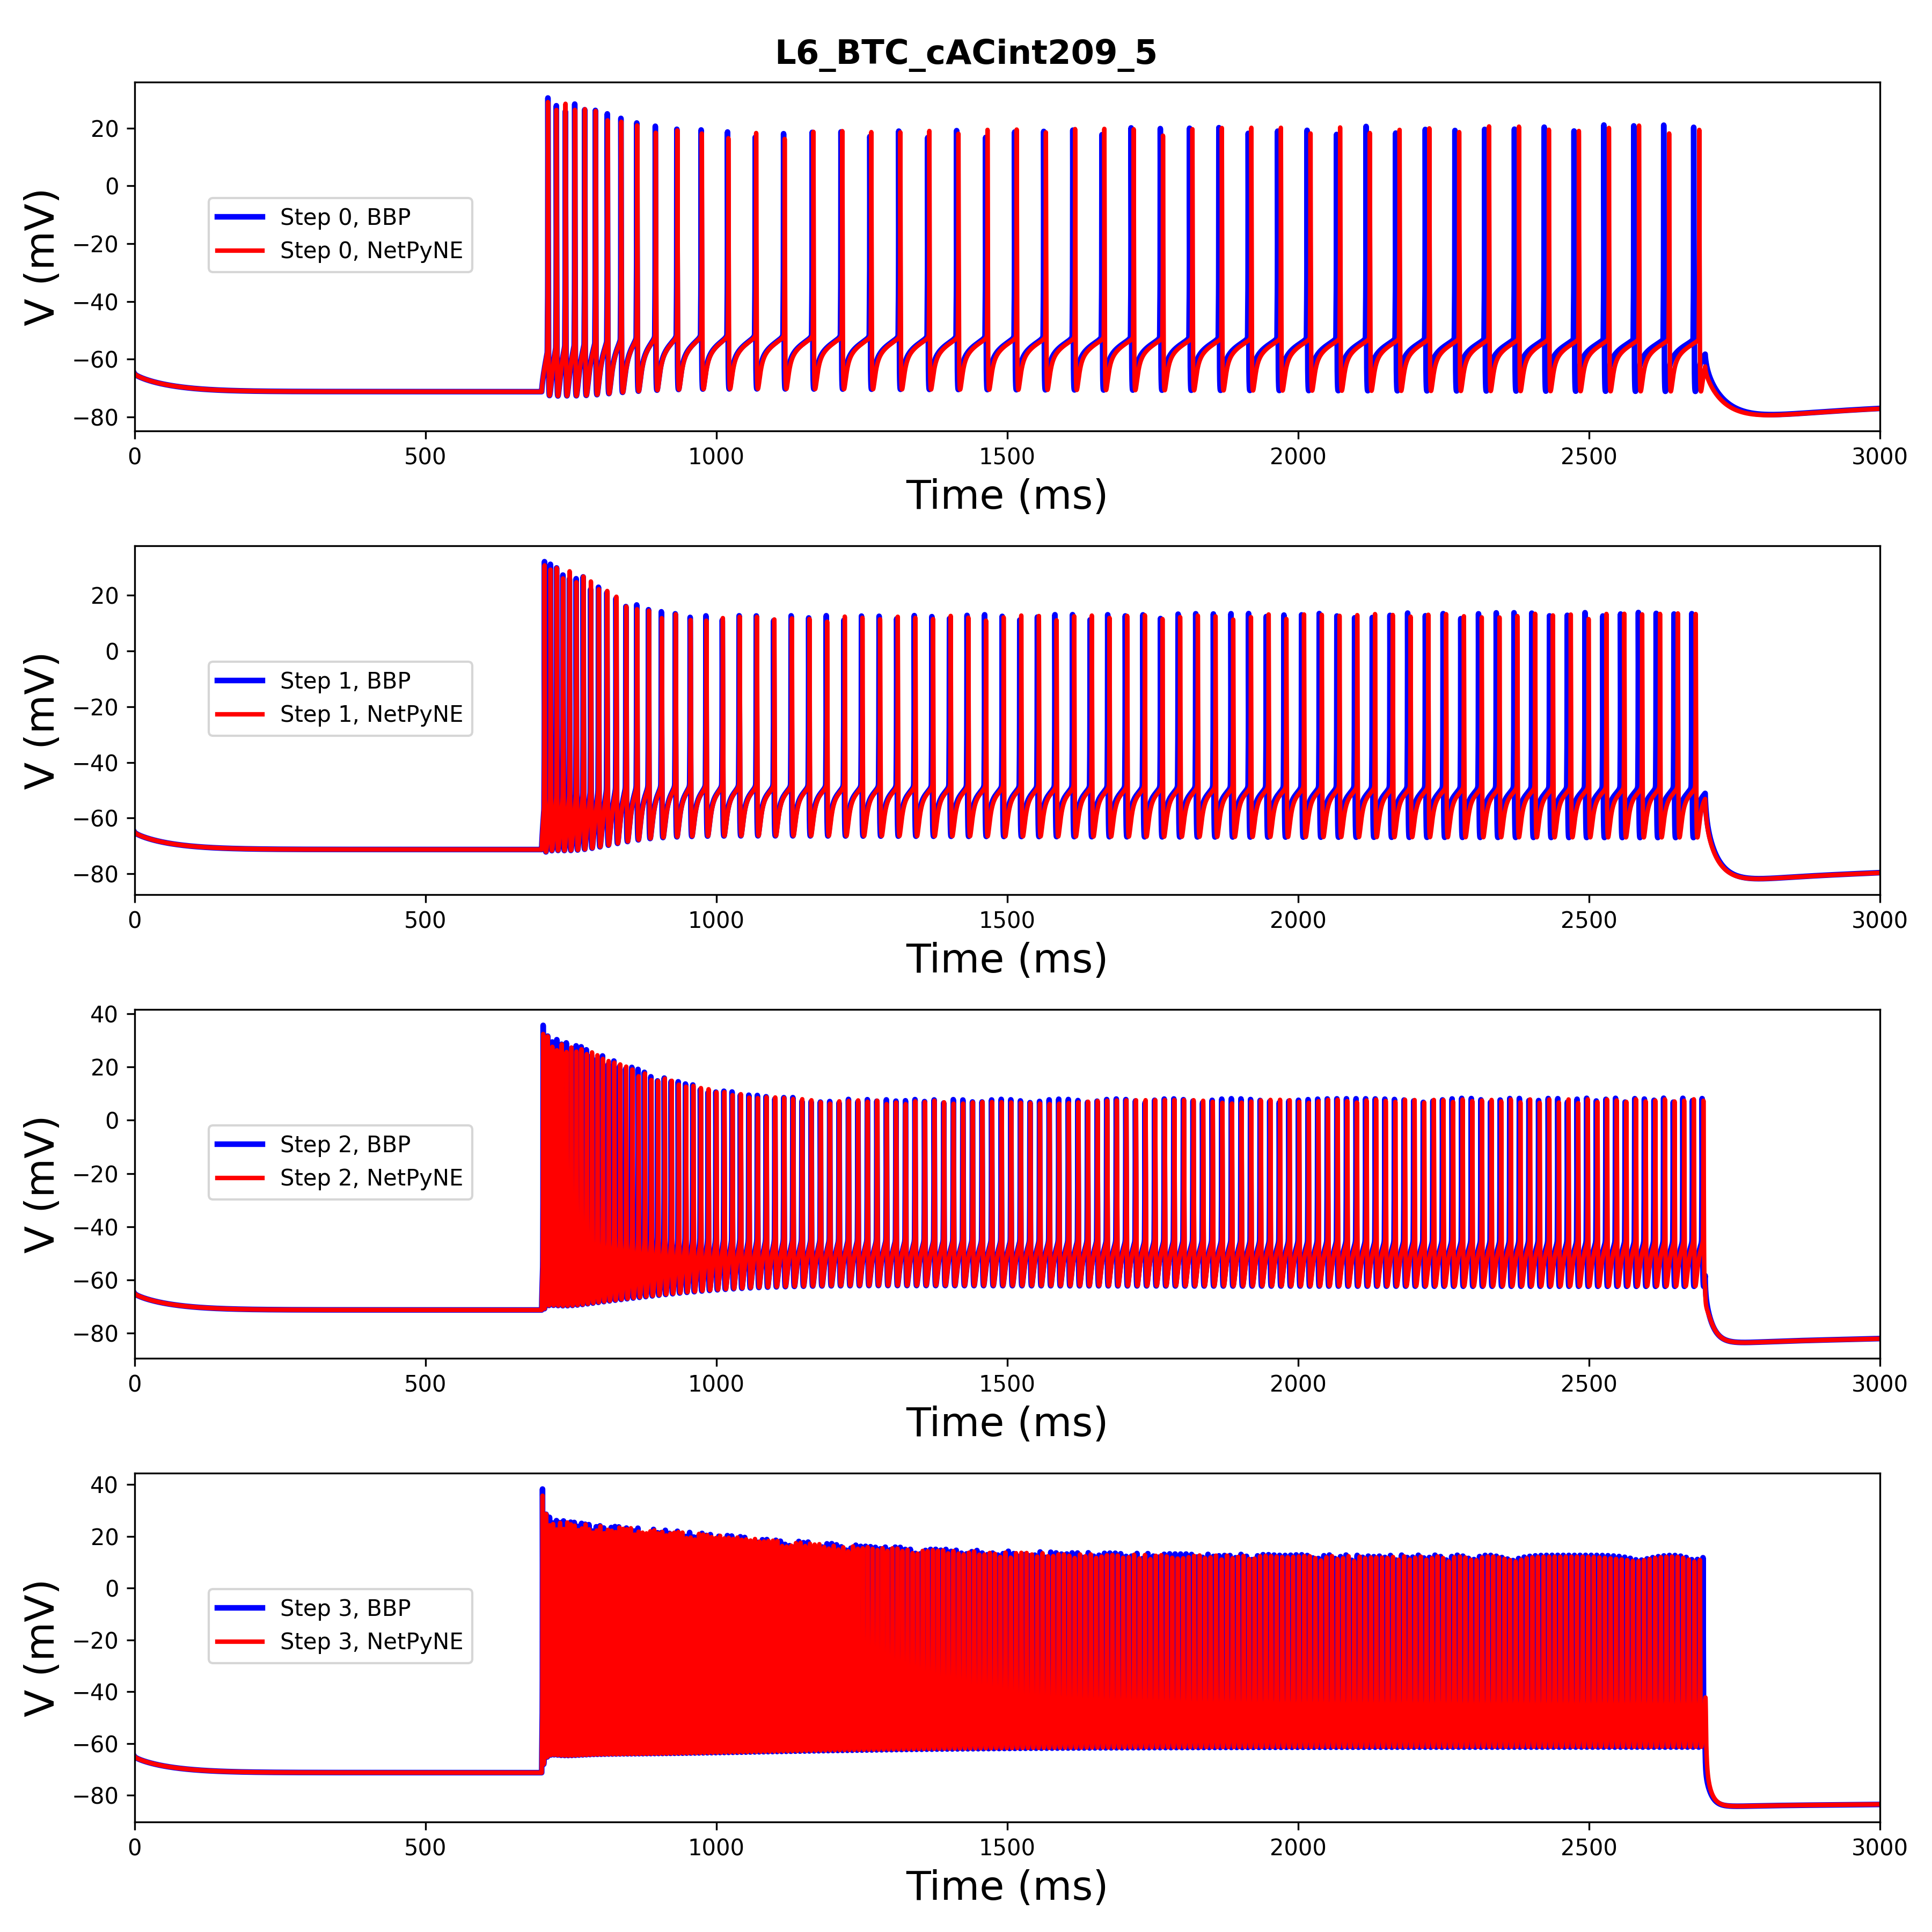 L6_BTC_cACint209_5
20
0
−20
−40
−60
−80
V (mV)
Step 0, BBP
Step 0, NetPyNE
0 500 1000 1500 2000 2500 3000
Time (ms)
20
0
−20
−40
−60
−80
V (mV)
Step 1, BBP
Step 1, NetPyNE
0 500 1000 1500 2000 2500 3000
Time (ms)
40
20
0
−20
−40
−60
−80
V (mV)
Step 2, BBP
Step 2, NetPyNE
0 500 1000 1500 2000 2500 3000
Time (ms)
40
20
0
−20
−40
−60
−80
V (mV)
Step 3, BBP
Step 3, NetPyNE
0 500 1000 1500 2000 2500 3000
Time (ms)